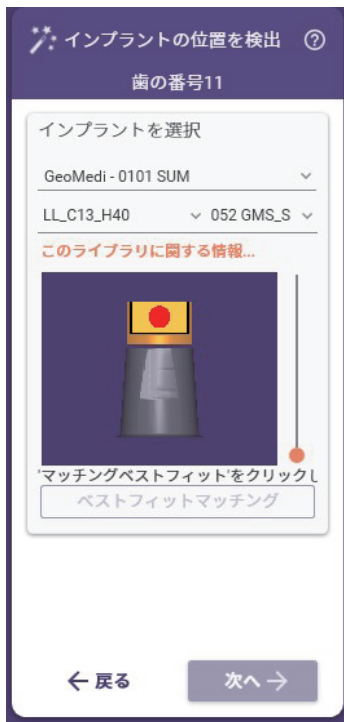 インプラントの位置を検出
歯の番号11
インプラントを選択
GeoMedi - 0101 SUM
LL_C13_H40 052 GMS_S
このライブラリに関する情報...
'マッチングベストフィット'をクリックし
ベストフィットマッチング
← 戻る 次へ →